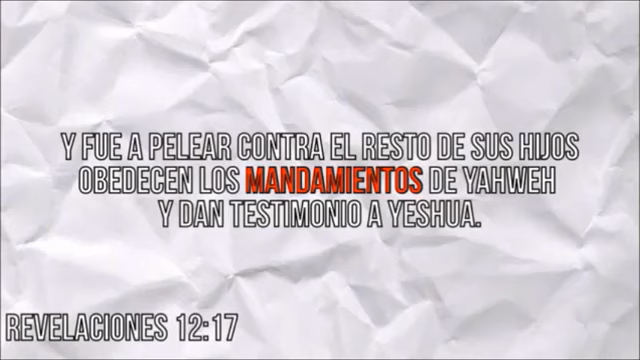 Y FUE A PELEAR CONTRA EL RESTO DE SUS HIJOS
OBEDECEN LOS MANDAMIENTOS DE YAHWEH
Y DAN TESTIMONIO A YESHUA.
REVELACIONES 12:17